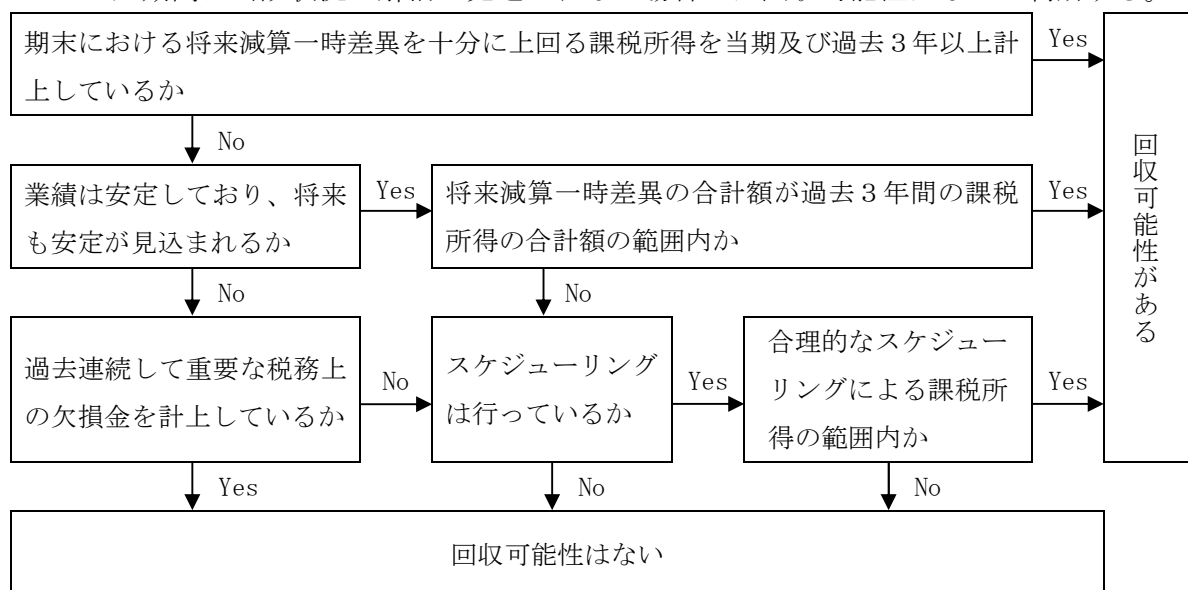 期末における将来減算一時差異を十分に上回る課税所得を当期及び過去３年以上計
上しているか
Yes
No
業績は安定しており、将来
も安定が見込まれるか
Yes
将来減算一時差異の合計額が過去３年間の課税
所得の合計額の範囲内か
Yes
回収可能性がある
No
No
過去連続して重要な税務上
の欠損金を計上しているか
No
スケジューリング
は行っているか
Yes
合理的なスケジュー
リングによる課税所
得の範囲内か
Yes
Yes
No
No
回収可能性はない